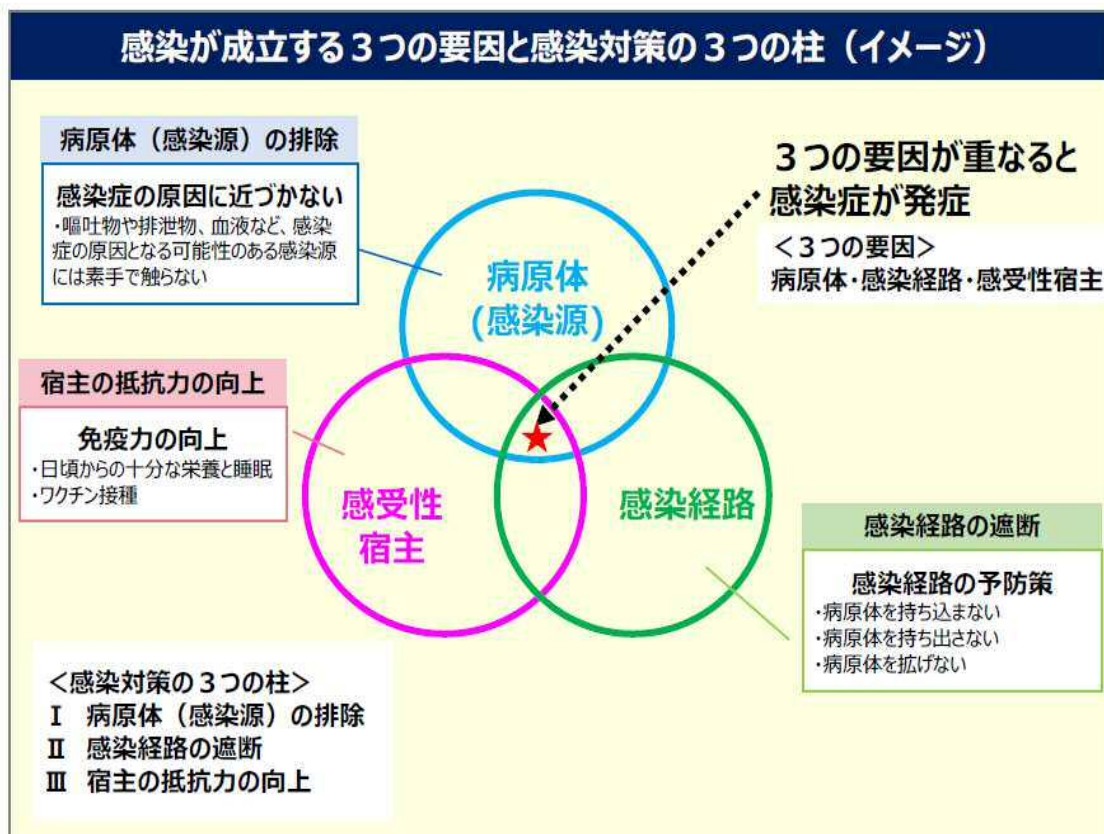 感染が成立する３つの要因と感染対策の３つの柱（イメージ）
病原体（感染源）の排除
感染症の原因に近づかない
・嘔吐物や排泄物、血液など、感染
症の原因となる可能性のある感染源
には素手で触らない
３つの要因が重なると
感染症が発症
＜３つの要因＞
病原体・感染経路・感受性宿主
病原体
(感染源)
宿主の抵抗力の向上
免疫力の向上
・日頃からの十分な栄養と睡眠
・ワクチン接種
感受性
宿主
感染経路
感染経路の遮断
感染経路の予防策
・病原体を持ち込まない
・病原体を持ち出さない
・病原体を拡げない
＜感染対策の３つの柱＞
Ⅰ 病原体（感染源）の排除
Ⅱ 感染経路の遮断
Ⅲ 宿主の抵抗力の向上